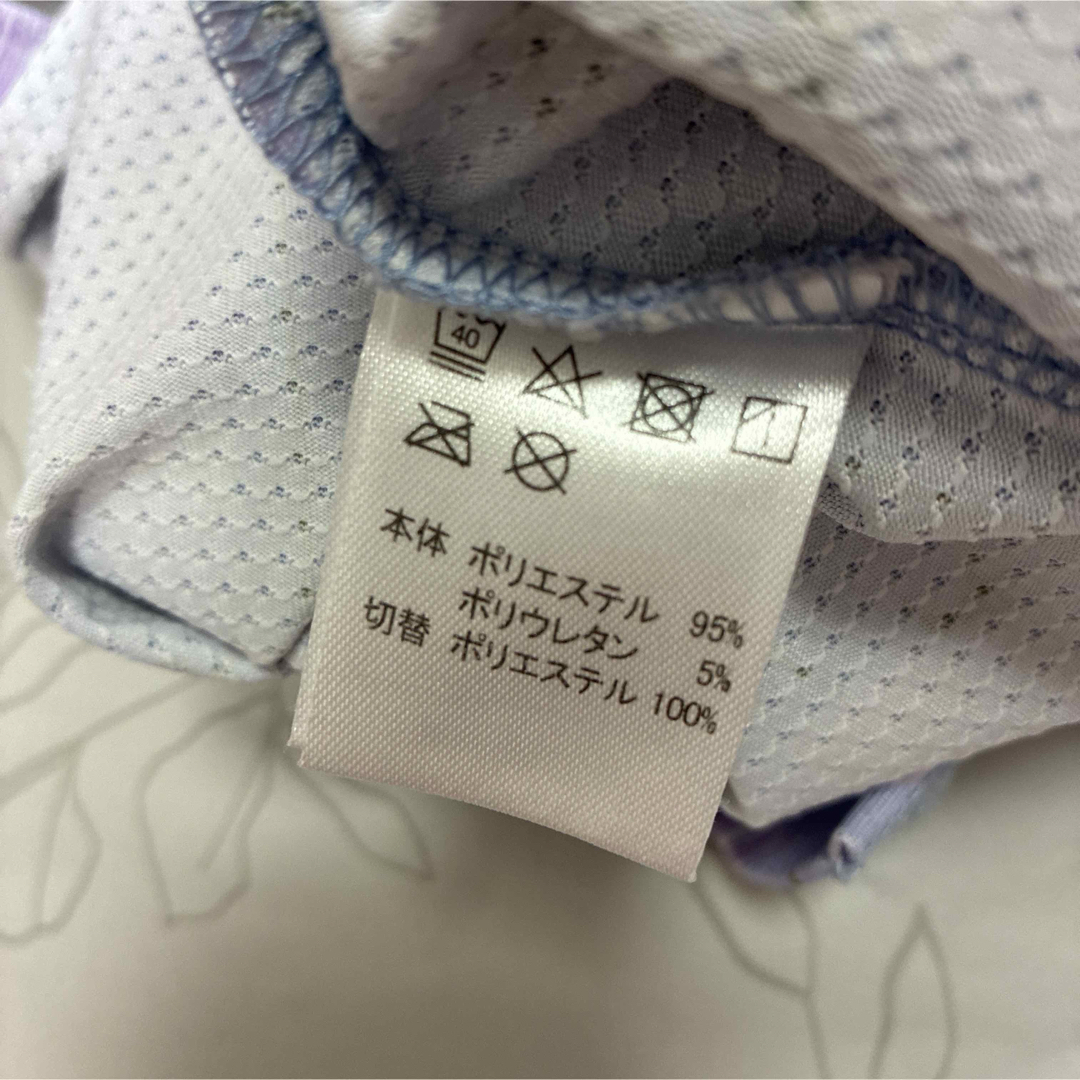 40
本体 ポリエステル 95%
ポリウレタン 5%
切替 ポリエステル 100%